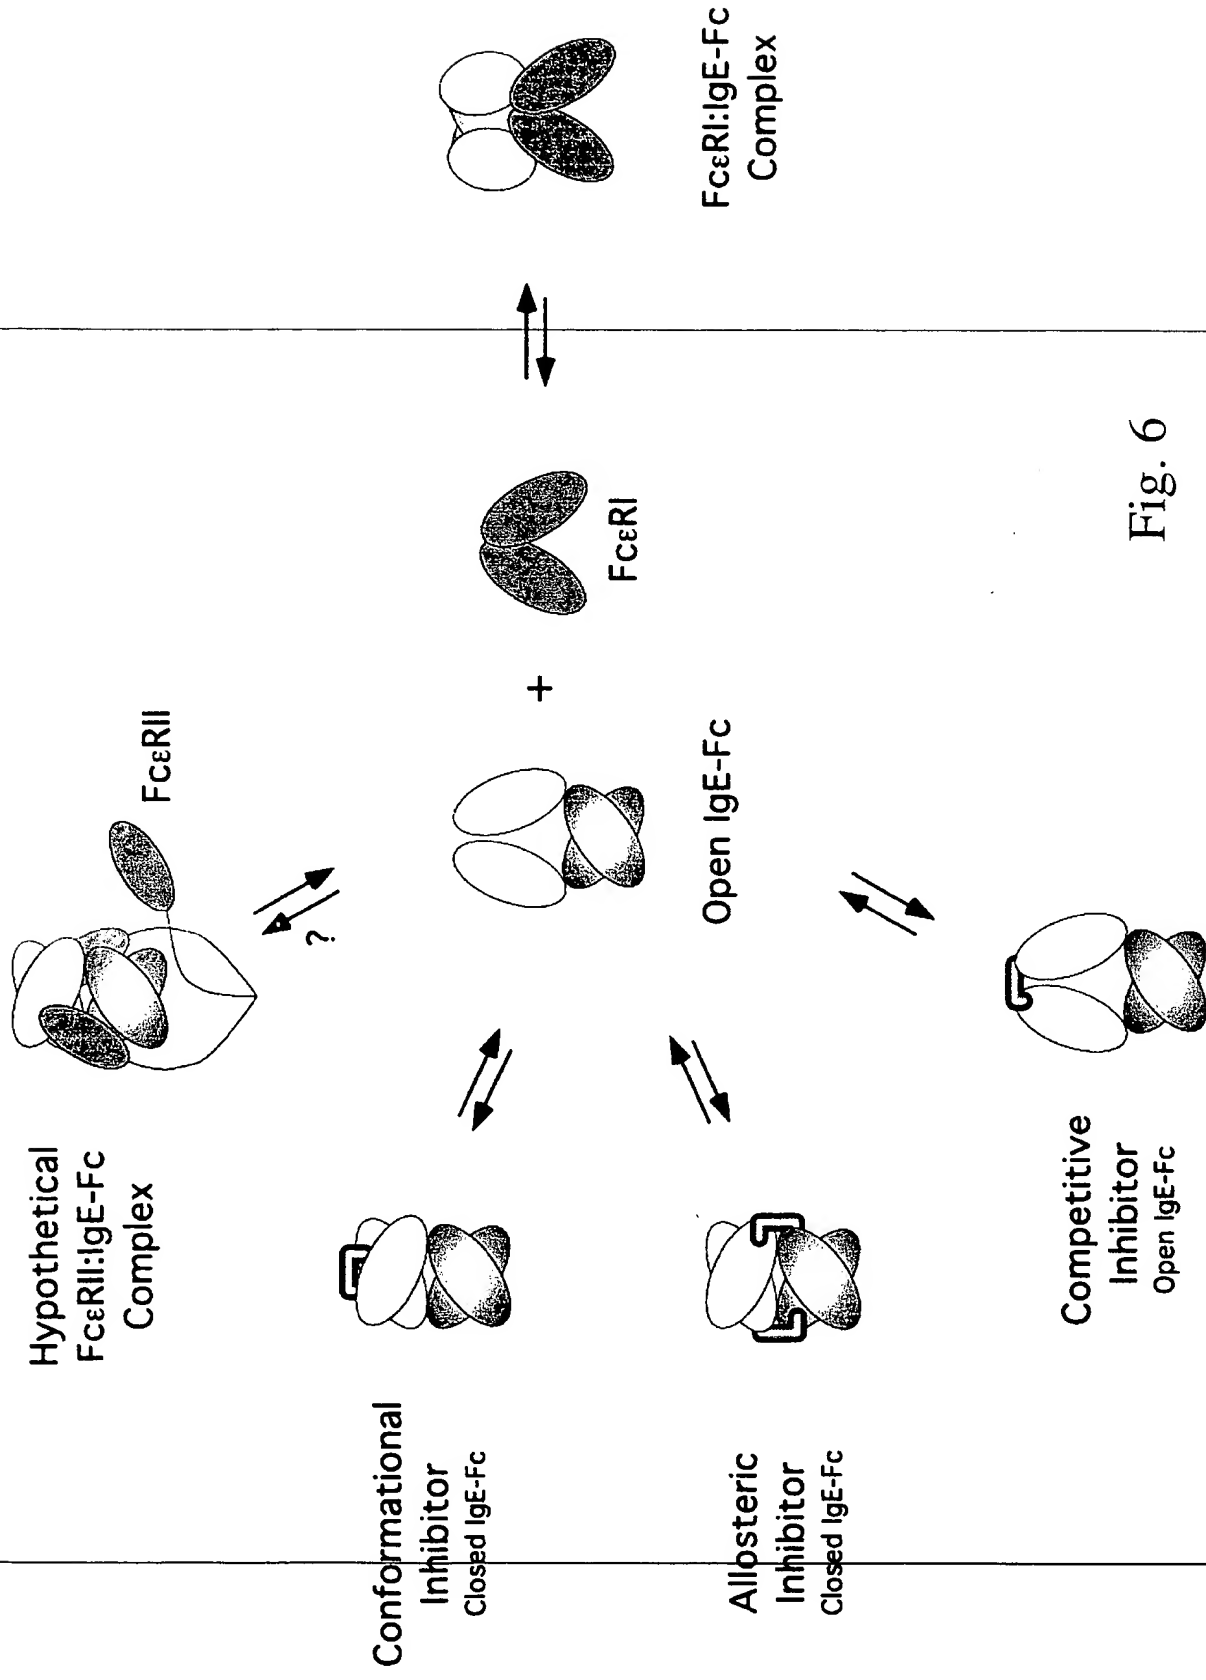 Hypothetical
FcεRII:IgE-Fc
Complex
FcεRII
?
Conformational
Inhibitor
Closed IgE-Fc
Allosteric
Inhibitor
Closed IgE-Fc
Open IgE-Fc
+
FcεRI
FcεRI:IgE-Fc
Complex
Competitive
Inhibitor
Open IgE-Fc
Fig. 6